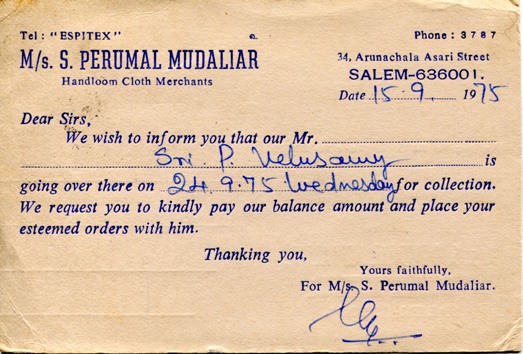 Tel : "ESPITEX" உ Phone : 3787
M/s. S. PERUMAL MUDALIAR
Handloom Cloth Merchants
34, Arunachala Asari Street
SALEM-636001.
Date 15.9. 1975
Dear Sirs,
We wish to inform you that our Mr.
Sri. P. Velusamy is
going over there on 24.9.75 Wednesday for collection.
We request you to kindly pay our balance amount and place your
esteemed orders with him.
Thanking you,
Yours faithfully,
For M/s. S. Perumal Mudaliar.